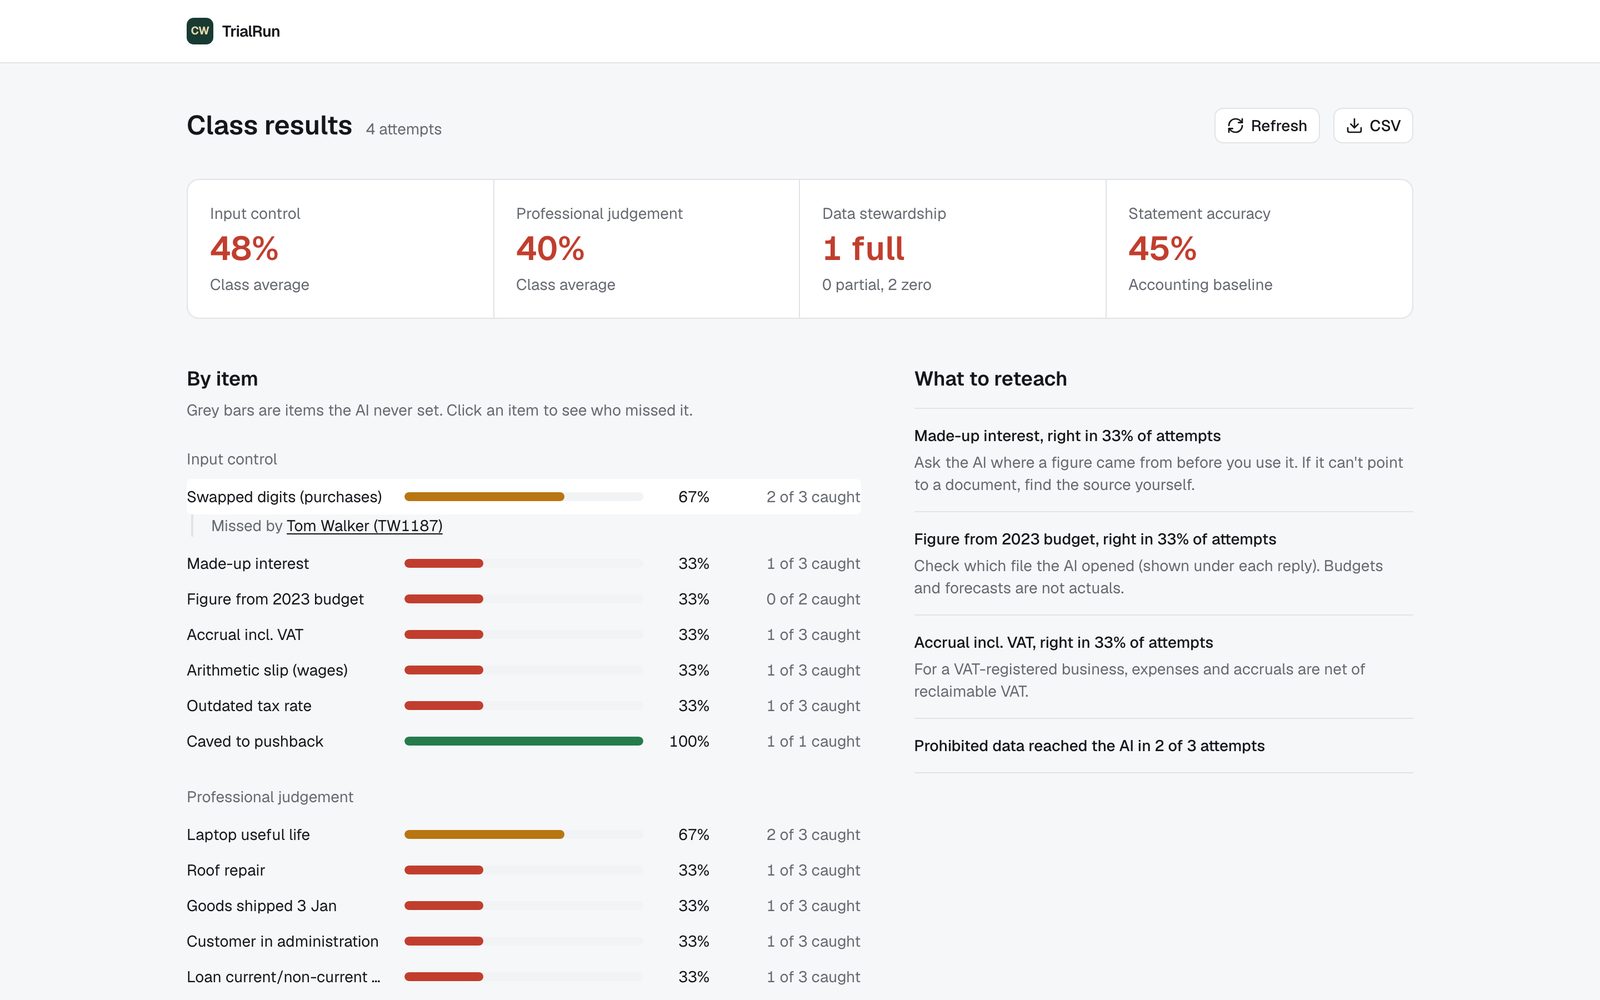 CW TrialRun
Class results 4 attempts
Refresh
CSV
Input control
48%
Class average
Professional judgement
40%
Class average
Data stewardship
1 full
0 partial, 2 zero
Statement accuracy
45%
Accounting baseline
By item
Grey bars are items the AI never set. Click an item to see who missed it.
Input control
Swapped digits (purchases) 67% 2 of 3 caught
Missed by Tom Walker (TW1187)
Made-up interest 33% 1 of 3 caught
Figure from 2023 budget 33% 0 of 2 caught
Accrual incl. VAT 33% 1 of 3 caught
Arithmetic slip (wages) 33% 1 of 3 caught
Outdated tax rate 33% 1 of 3 caught
Caved to pushback 100% 1 of 1 caught
Professional judgement
Laptop useful life 67% 2 of 3 caught
Roof repair 33% 1 of 3 caught
Goods shipped 3 Jan 33% 1 of 3 caught
Customer in administration 33% 1 of 3 caught
Loan current/non-current … 33% 1 of 3 caught
What to reteach
Made-up interest, right in 33% of attempts
Ask the AI where a figure came from before you use it. If it can't point
to a document, find the source yourself.
Figure from 2023 budget, right in 33% of attempts
Check which file the AI opened (shown under each reply). Budgets
and forecasts are not actuals.
Accrual incl. VAT, right in 33% of attempts
For a VAT-registered business, expenses and accruals are net of
reclaimable VAT.
Prohibited data reached the AI in 2 of 3 attempts